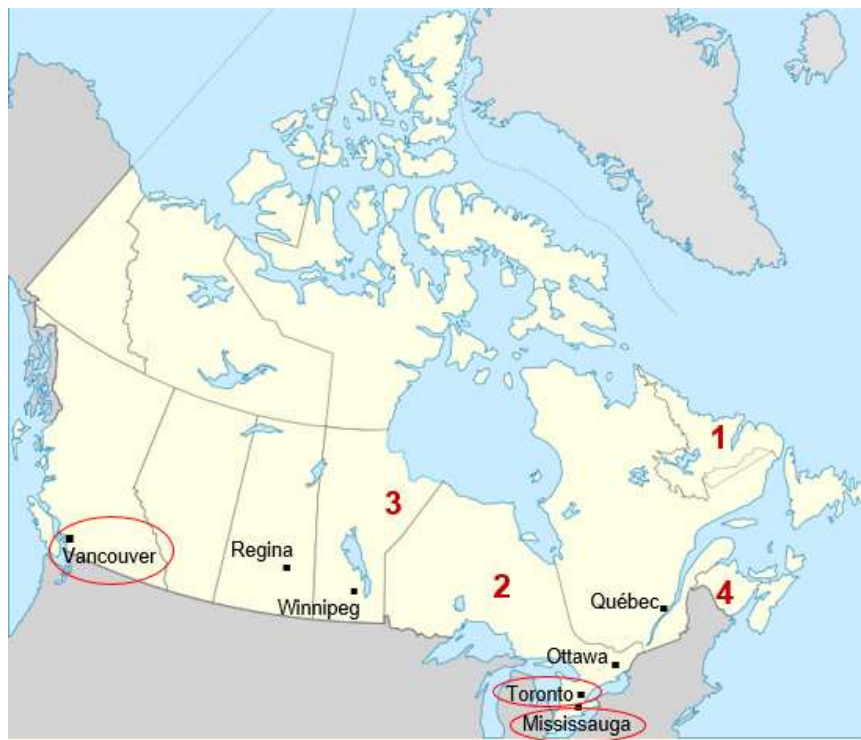 1
3
Regina
Vancouver
2
Winnipeg
Québec
4
Ottawa
Toronto
Mississauga